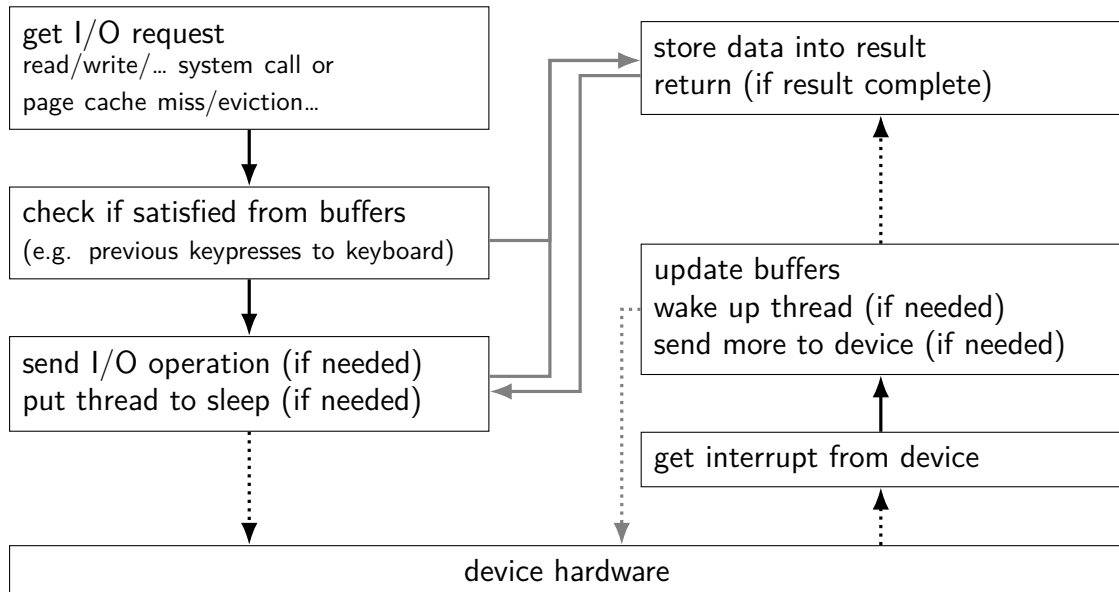 get I/O request
read/write/… system call or
page cache miss/eviction…
check if satisfied from buffers
(e.g. previous keypresses to keyboard)
send I/O operation (if needed)
put thread to sleep (if needed)
store data into result
return (if result complete)
update buffers
wake up thread (if needed)
send more to device (if needed)
get interrupt from device
device hardware